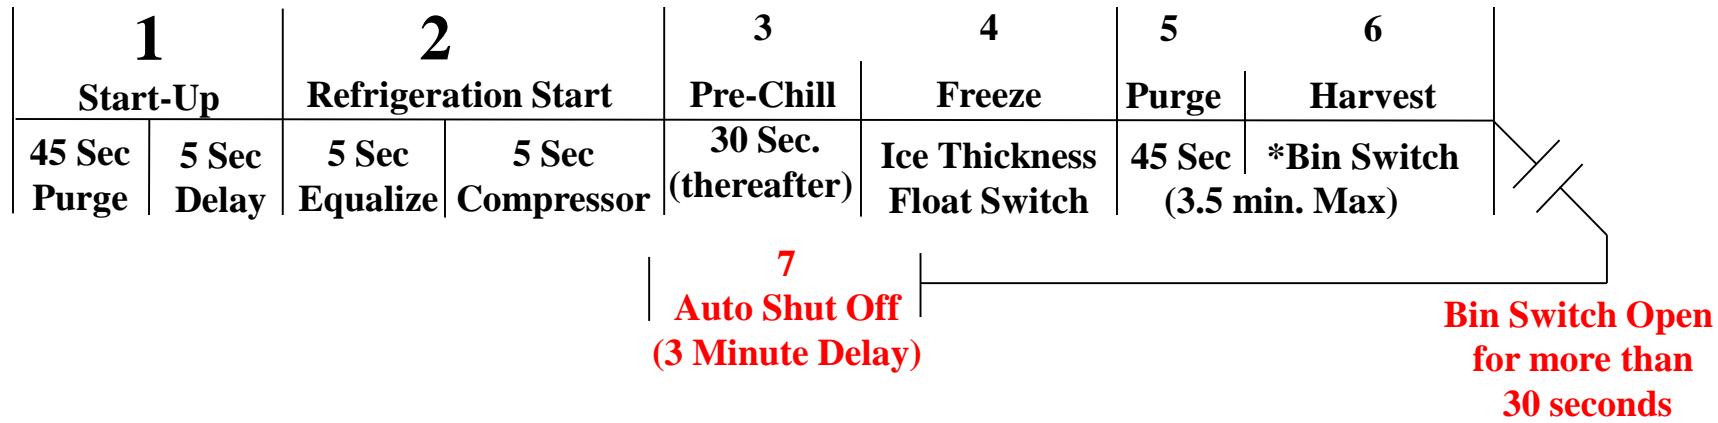 1 2 3 4 5 6
Start-Up Refrigeration Start Pre-Chill Freeze Purge Harvest
45 Sec 5 Sec 5 Sec 5 Sec 30 Sec. Ice Thickness 45 Sec *Bin Switch
Purge Delay Equalize Compressor (thereafter) Float Switch (3.5 min. Max)
7
Auto Shut Off
(3 Minute Delay)
Bin Switch Open
for more than
30 seconds